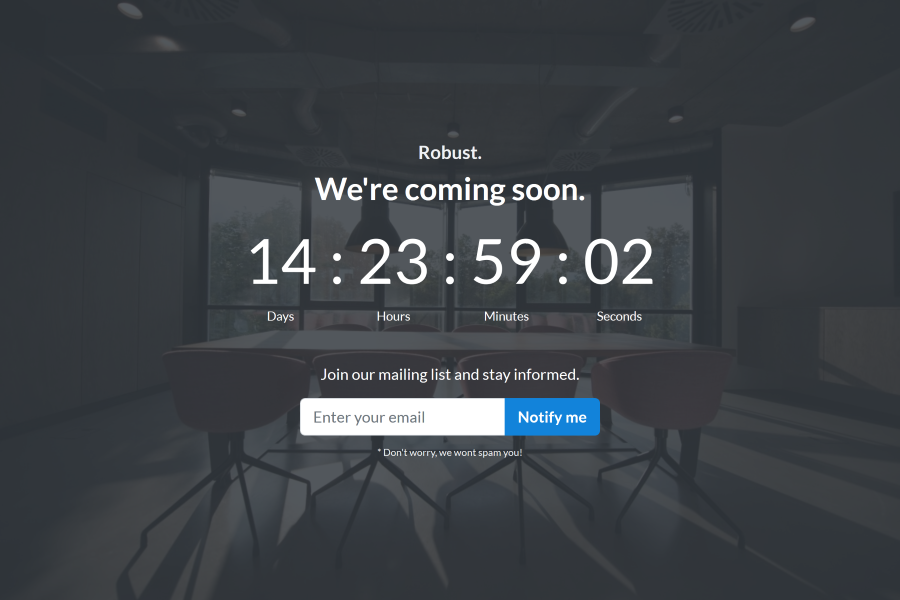 Robust.
We're coming soon.
14 : 23 : 59 : 02
Days Hours Minutes Seconds
Join our mailing list and stay informed.
Enter your email Notify me
* Don't worry, we wont spam you!